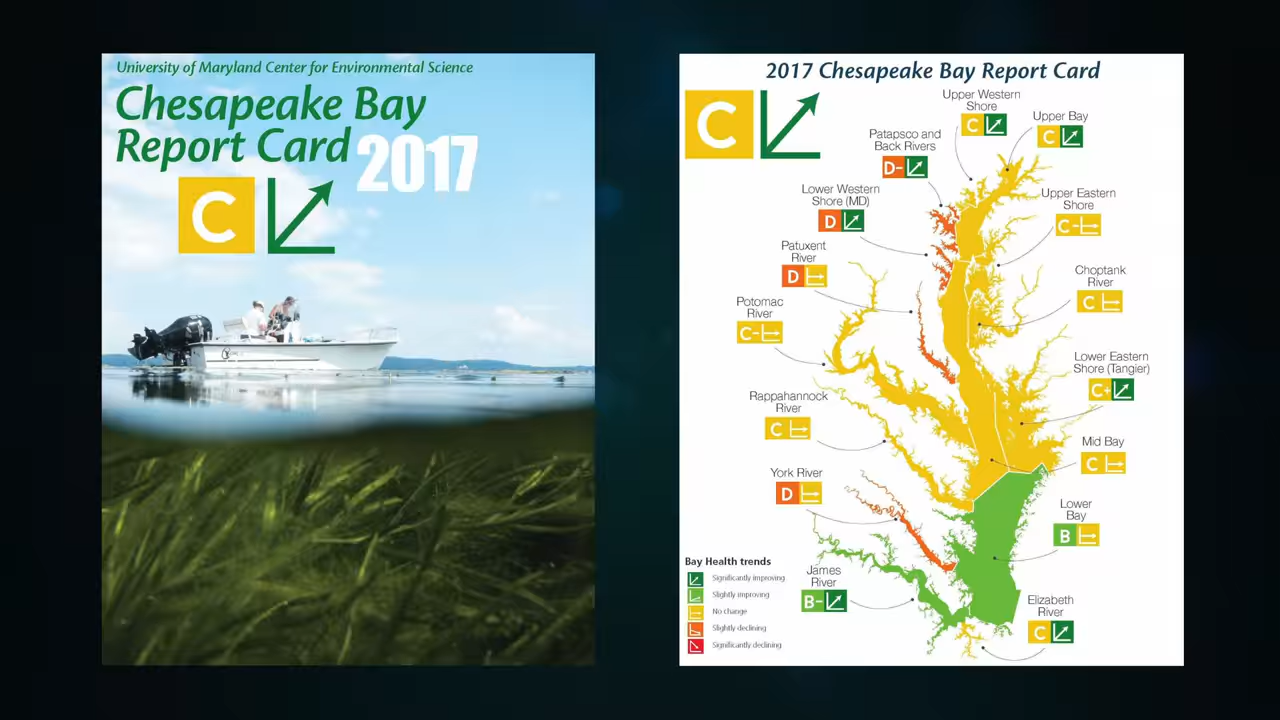 University of Maryland Center for Environmental Science
Chesapeake Bay
Report Card 2017
C
2017 Chesapeake Bay Report Card
C
Upper Western
Shore
C
Upper Bay
C
Patapsco and
Back Rivers
D-
Lower Western
Shore (MD)
D
Upper Eastern
Shore
C-
Patuxent
River
D
Choptank
River
C
Potomac
River
C-
Lower Eastern
Shore (Tangier)
C+
Rappahannock
River
C
Mid Bay
C
York River
D
Lower
Bay
B
James
River
B-
Elizabeth
River
C
Bay Health trends
Significantly improving
Slightly improving
No change
Slightly declining
Significantly declining